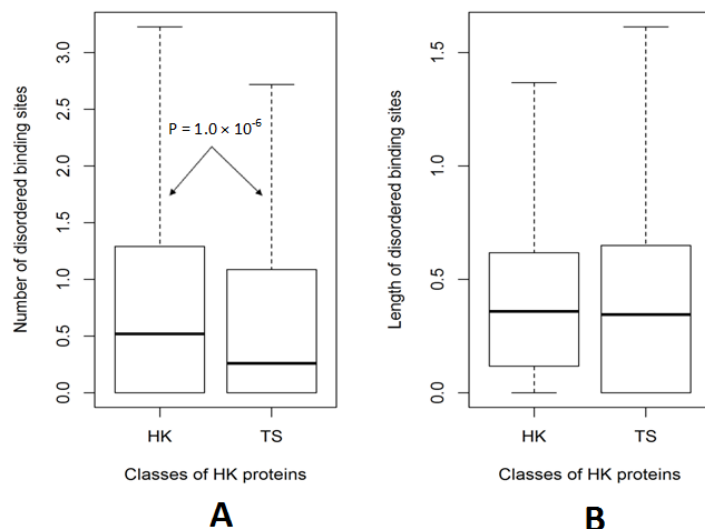 Number of disordered binding sites
3.0
2.5
2.0
1.5
1.0
0.5
0.0
P = 1.0 × 10⁻⁶
HK TS
Classes of HK proteins
A
Length of disordered binding sites
1.5
1.0
0.5
0.0
HK TS
Classes of HK proteins
B